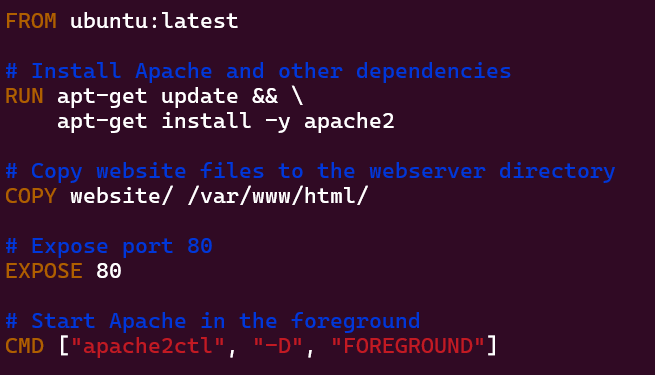 FROM ubuntu:latest
# Install Apache and other dependencies
RUN apt-get update && \
    apt-get install -y apache2
# Copy website files to the webserver directory
COPY website/ /var/www/html/
# Expose port 80
EXPOSE 80
# Start Apache in the foreground
CMD ["apache2ctl", "-D", "FOREGROUND"]